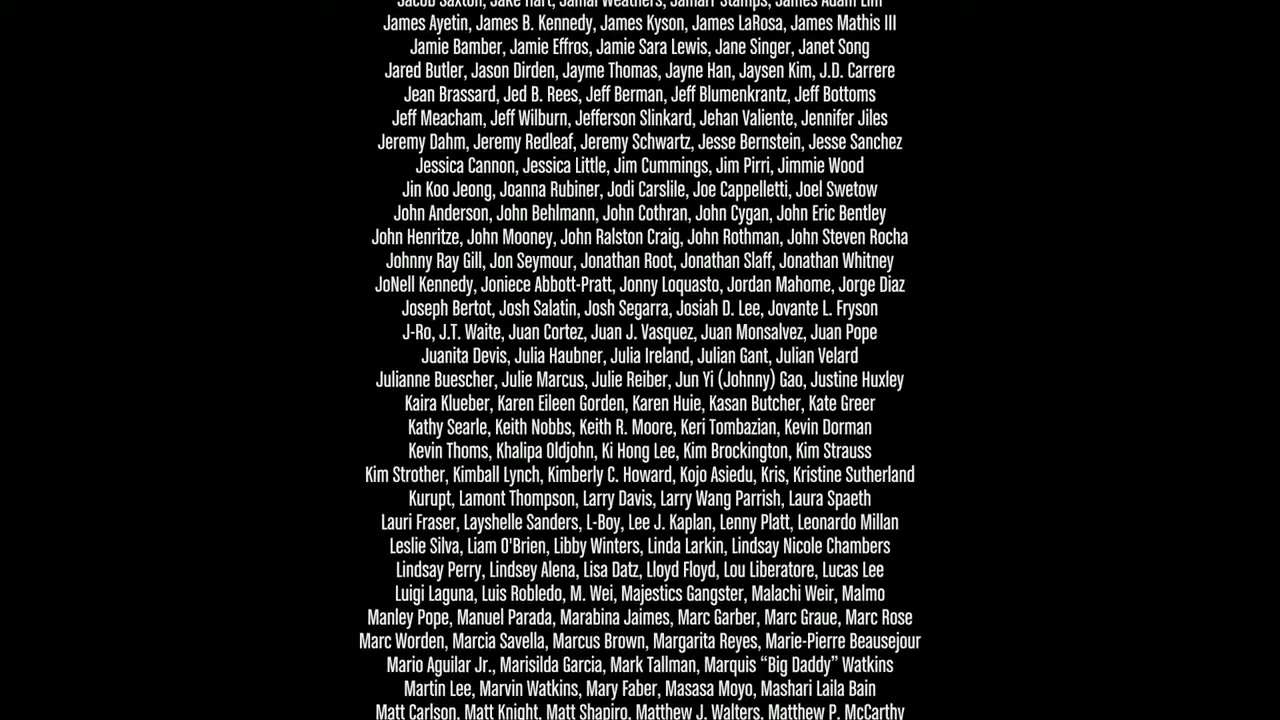 Jacob Saxton, Jake Hart, Jamal Weathers, Jamarr Stamps, James Adam Lim
James Ayetin, James B. Kennedy, James Kyson, James LaRosa, James Mathis III
Jamie Bamber, Jamie Effros, Jamie Sara Lewis, Jane Singer, Janet Song
Jared Butler, Jason Dirden, Jayme Thomas, Jayne Han, Jaysen Kim, J.D. Carrere
Jean Brassard, Jed B. Rees, Jeff Berman, Jeff Blumenkrantz, Jeff Bottoms
Jeff Meacham, Jeff Wilburn, Jefferson Slinkard, Jehan Valiente, Jennifer Jiles
Jeremy Dahm, Jeremy Redleaf, Jeremy Schwartz, Jesse Bernstein, Jesse Sanchez
Jessica Cannon, Jessica Little, Jim Cummings, Jim Pirri, Jimmie Wood
Jin Koo Jeong, Joanna Rubiner, Jodi Carslile, Joe Cappelletti, Joel Swetow
John Anderson, John Behlmann, John Cothran, John Cygan, John Eric Bentley
John Henritze, John Mooney, John Ralston Craig, John Rothman, John Steven Rocha
Johnny Ray Gill, Jon Seymour, Jonathan Root, Jonathan Slaff, Jonathan Whitney
JoNell Kennedy, Joniece Abbott-Pratt, Jonny Loquasto, Jordan Mahome, Jorge Diaz
Joseph Bertot, Josh Salatin, Josh Segarra, Josiah D. Lee, Jovante L. Fryson
J-Ro, J.T. Waite, Juan Cortez, Juan J. Vasquez, Juan Monsalvez, Juan Pope
Juanita Devis, Julia Haubner, Julia Ireland, Julian Gant, Julian Velard
Julianne Buescher, Julie Marcus, Julie Reiber, Jun Yi (Johnny) Gao, Justine Huxley
Kaira Klueber, Karen Eileen Gorden, Karen Huie, Kasan Butcher, Kate Greer
Kathy Searle, Keith Nobbs, Keith R. Moore, Keri Tombazian, Kevin Dorman
Kevin Thoms, Khalipa Oldjohn, Ki Hong Lee, Kim Brockington, Kim Strauss
Kim Strother, Kimball Lynch, Kimberly C. Howard, Kojo Asiedu, Kris, Kristine Sutherland
Kurupt, Lamont Thompson, Larry Davis, Larry Wang Parrish, Laura Spaeth
Lauri Fraser, Layshelle Sanders, L-Boy, Lee J. Kaplan, Lenny Platt, Leonardo Millan
Leslie Silva, Liam O'Brien, Libby Winters, Linda Larkin, Lindsay Nicole Chambers
Lindsay Perry, Lindsey Alena, Lisa Datz, Lloyd Floyd, Lou Liberatore, Lucas Lee
Luigi Laguna, Luis Robledo, M. Wei, Majestics Gangster, Malachi Weir, Malmo
Manley Pope, Manuel Parada, Marabina Jaimes, Marc Garber, Marc Graue, Marc Rose
Marc Worden, Marcia Savella, Marcus Brown, Margarita Reyes, Marie-Pierre Beausejour
Mario Aguilar Jr., Marisilda Garcia, Mark Tallman, Marquis “Big Daddy” Watkins
Martin Lee, Marvin Watkins, Mary Faber, Masasa Moyo, Mashari Laila Bain
Matt Carlson, Matt Knight, Matt Shapiro, Matthew J. Walters, Matthew P. McCarthy